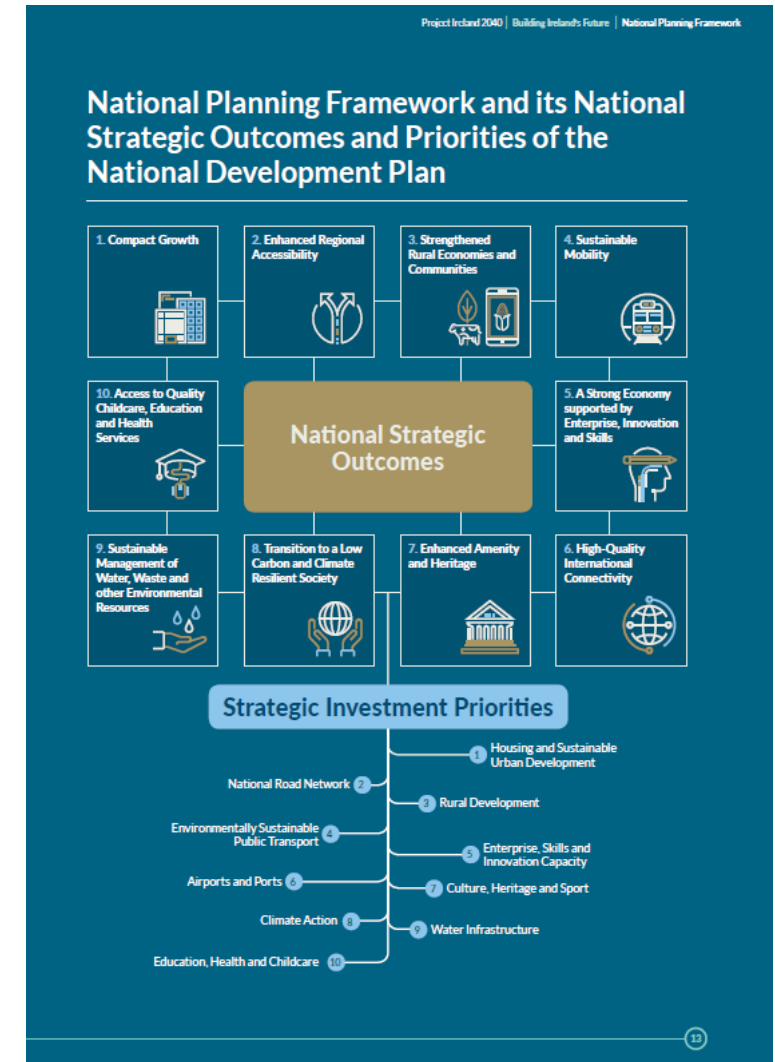 Project Ireland 2040 | Building Ireland's Future | National Planning Framework
National Planning Framework and its National
Strategic Outcomes and Priorities of the
National Development Plan
1. Compact Growth
2. Enhanced Regional
Accessibility
3. Strengthened
Rural Economies and
Communities
4. Sustainable
Mobility
10. Access to Quality
Childcare, Education
and Health
Services
National Strategic
Outcomes
5. A Strong Economy
supported by
Enterprise, Innovation
and Skills
9. Sustainable
Management of
Water, Waste and
other Environmental
Resources
8. Transition to a Low
Carbon and Climate
Resilient Society
7. Enhanced Amenity
and Heritage
6. High-Quality
International
Connectivity
Strategic Investment Priorities
1 Housing and Sustainable
Urban Development
National Road Network 2
3 Rural Development
Environmentally Sustainable
Public Transport 4
5 Enterprise, Skills and
Innovation Capacity
Airports and Ports 6
7 Culture, Heritage and Sport
Climate Action 8
9 Water Infrastructure
Education, Health and Childcare 10
13